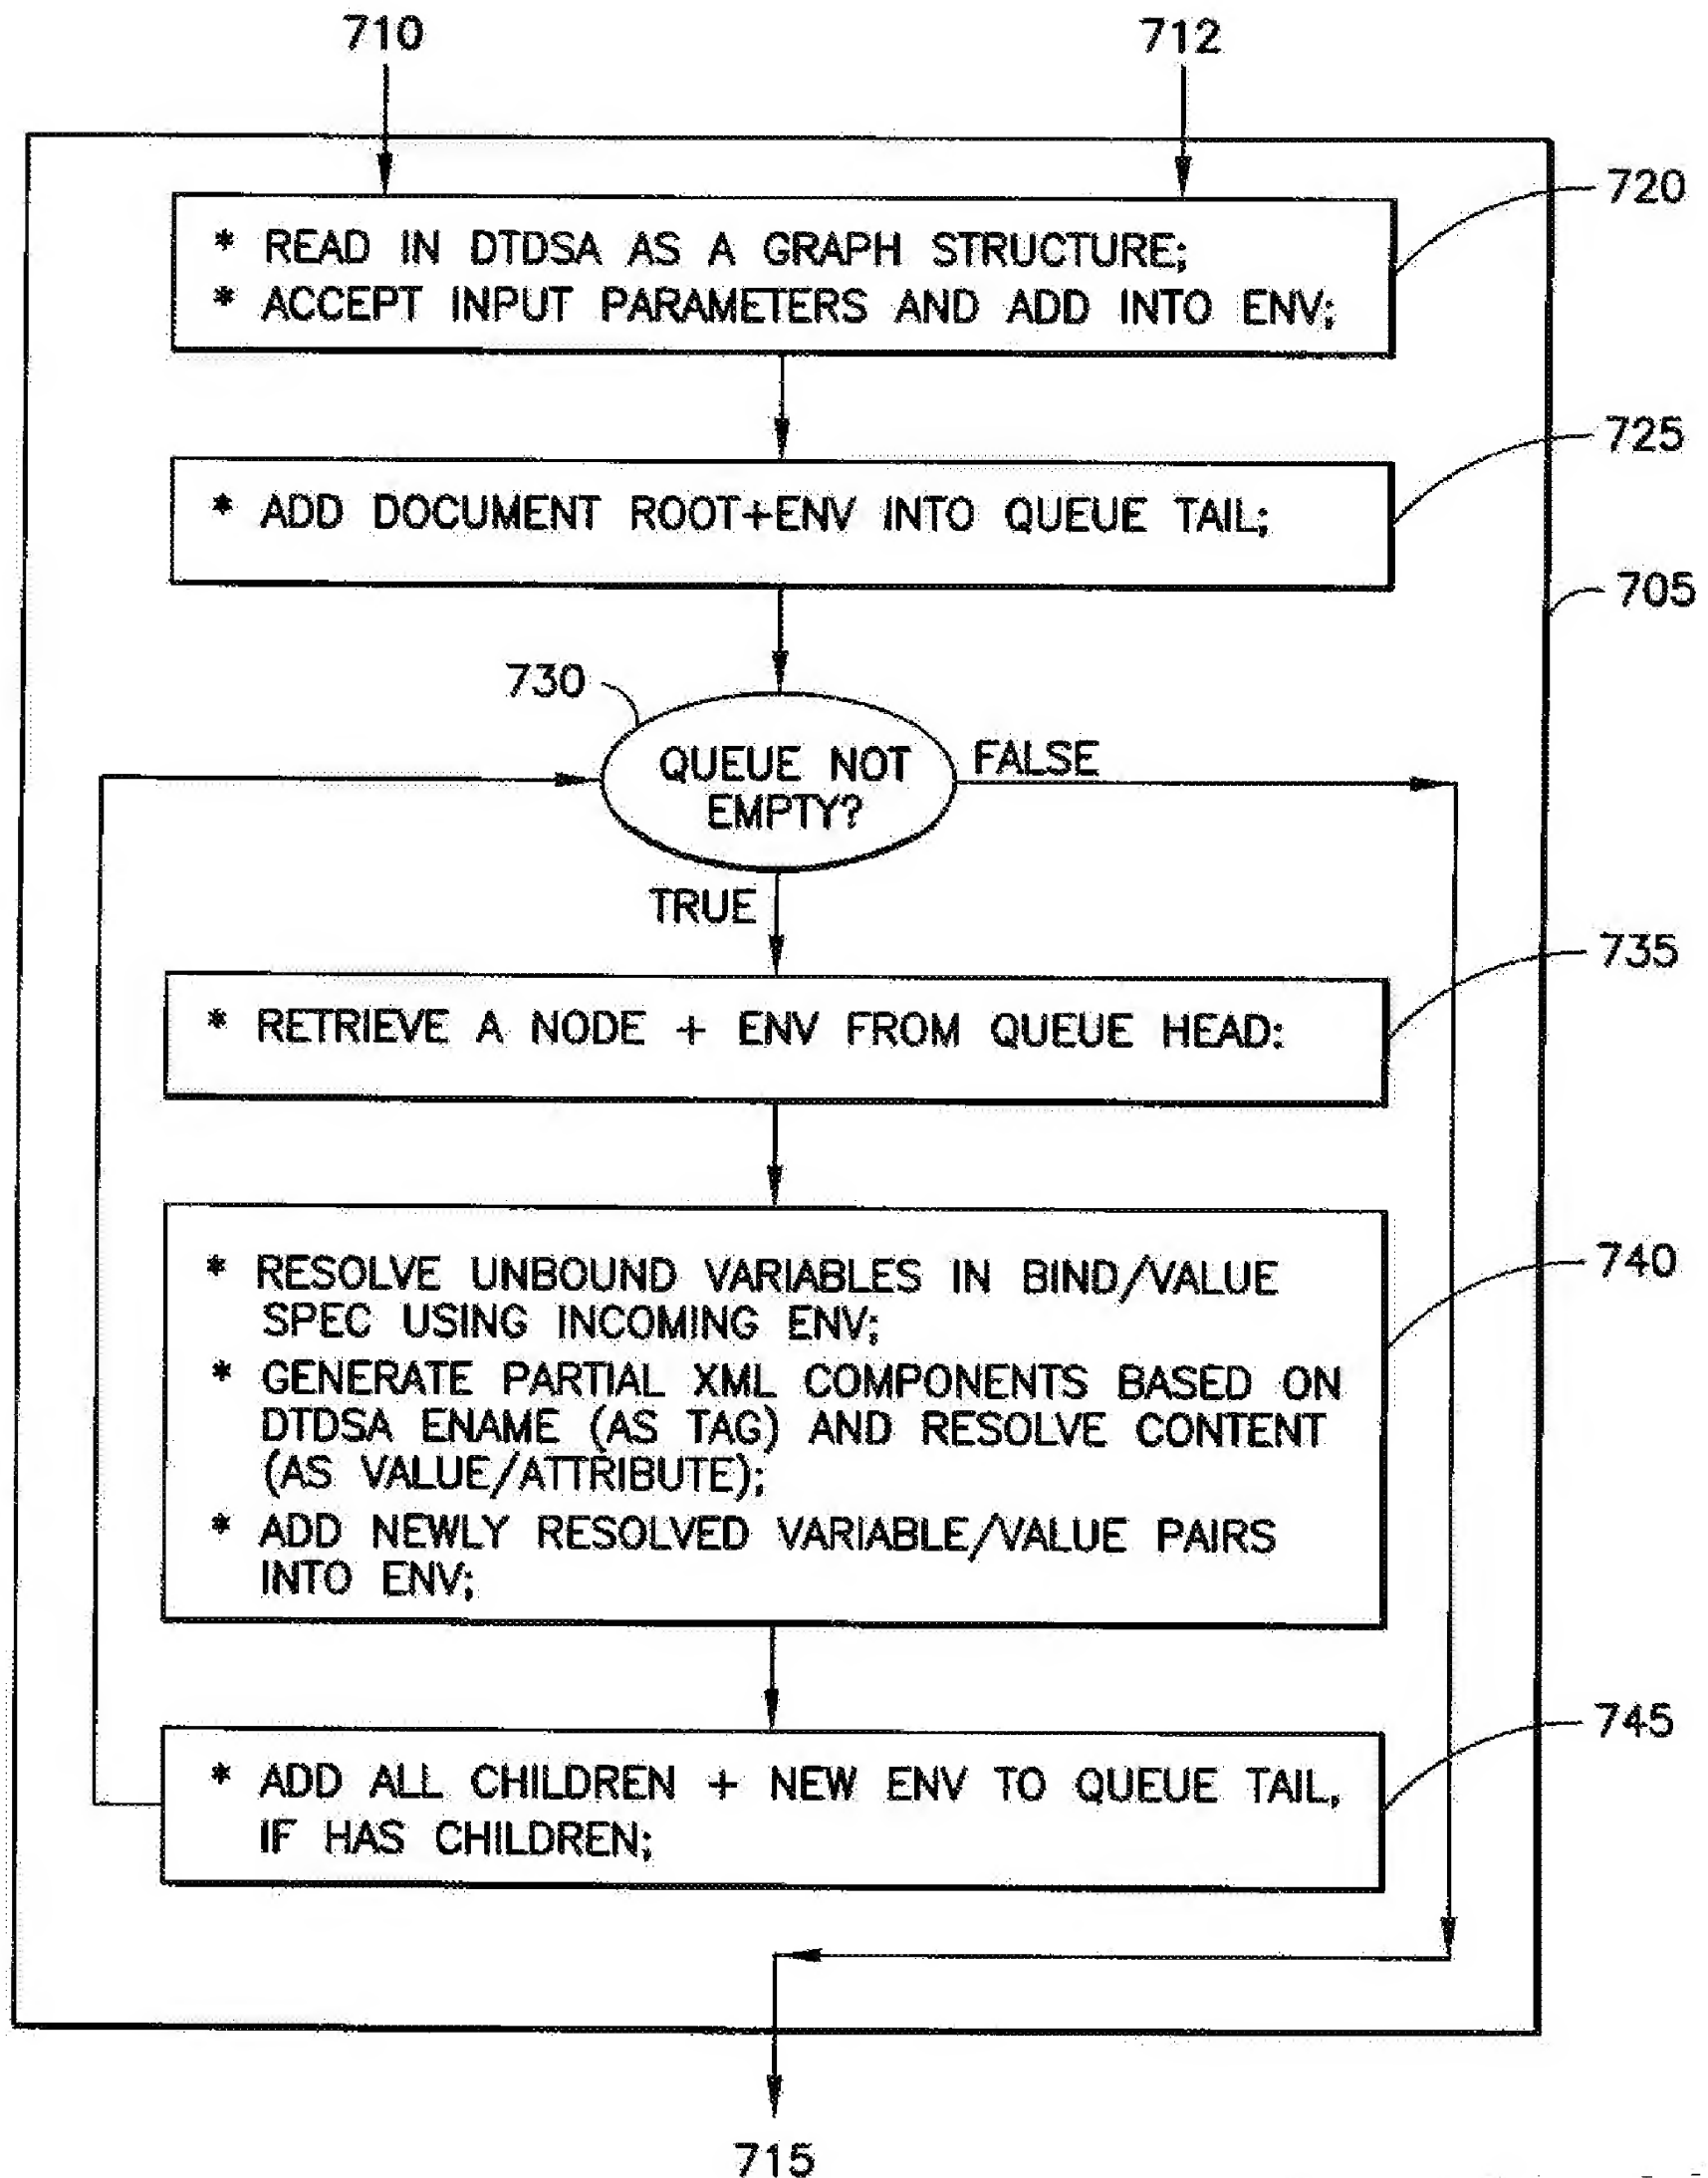 710
712
720
* READ IN DTDSA AS A GRAPH STRUCTURE;
* ACCEPT INPUT PARAMETERS AND ADD INTO ENV;
725
* ADD DOCUMENT ROOT+ENV INTO QUEUE TAIL;
705
730
QUEUE NOT
EMPTY?
FALSE
TRUE
735
* RETRIEVE A NODE + ENV FROM QUEUE HEAD:
740
* RESOLVE UNBOUND VARIABLES IN BIND/VALUE
SPEC USING INCOMING ENV;
* GENERATE PARTIAL XML COMPONENTS BASED ON
DTDSA ENAME (AS TAG) AND RESOLVE CONTENT
(AS VALUE/ATTRIBUTE);
* ADD NEWLY RESOLVED VARIABLE/VALUE PAIRS
INTO ENV;
745
* ADD ALL CHILDREN + NEW ENV TO QUEUE TAIL,
IF HAS CHILDREN;
715